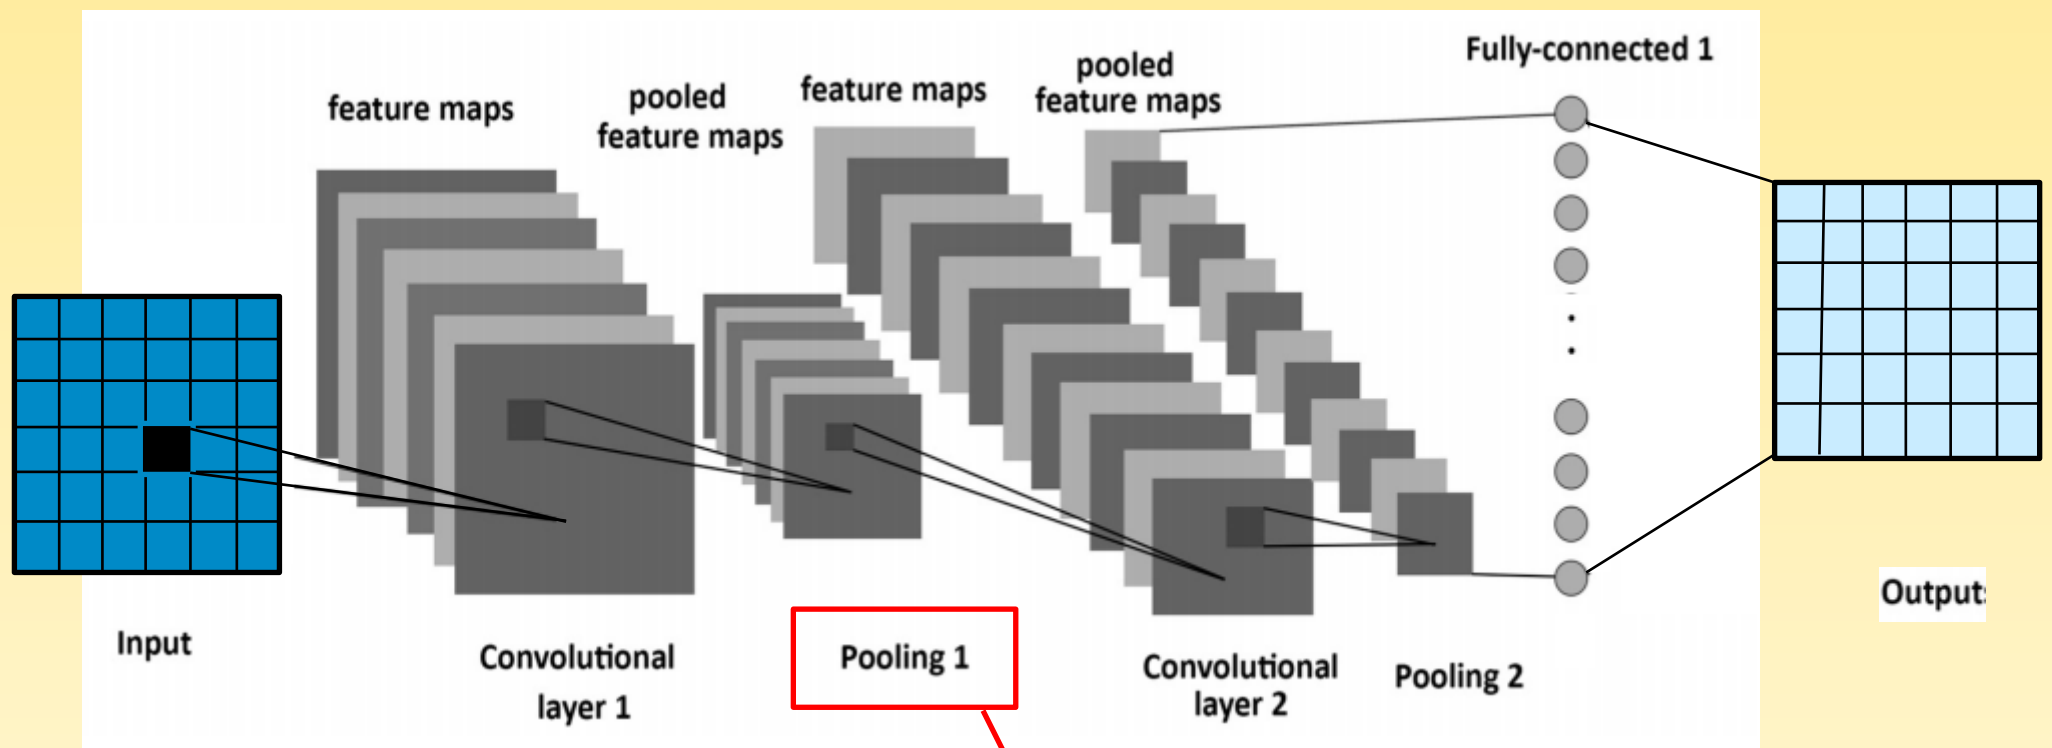 Fully-connected 1
feature maps
pooled
feature maps
feature maps
pooled
feature maps
Input
Convolutional
layer 1
Pooling 1
Convolutional
layer 2
Pooling 2
Output